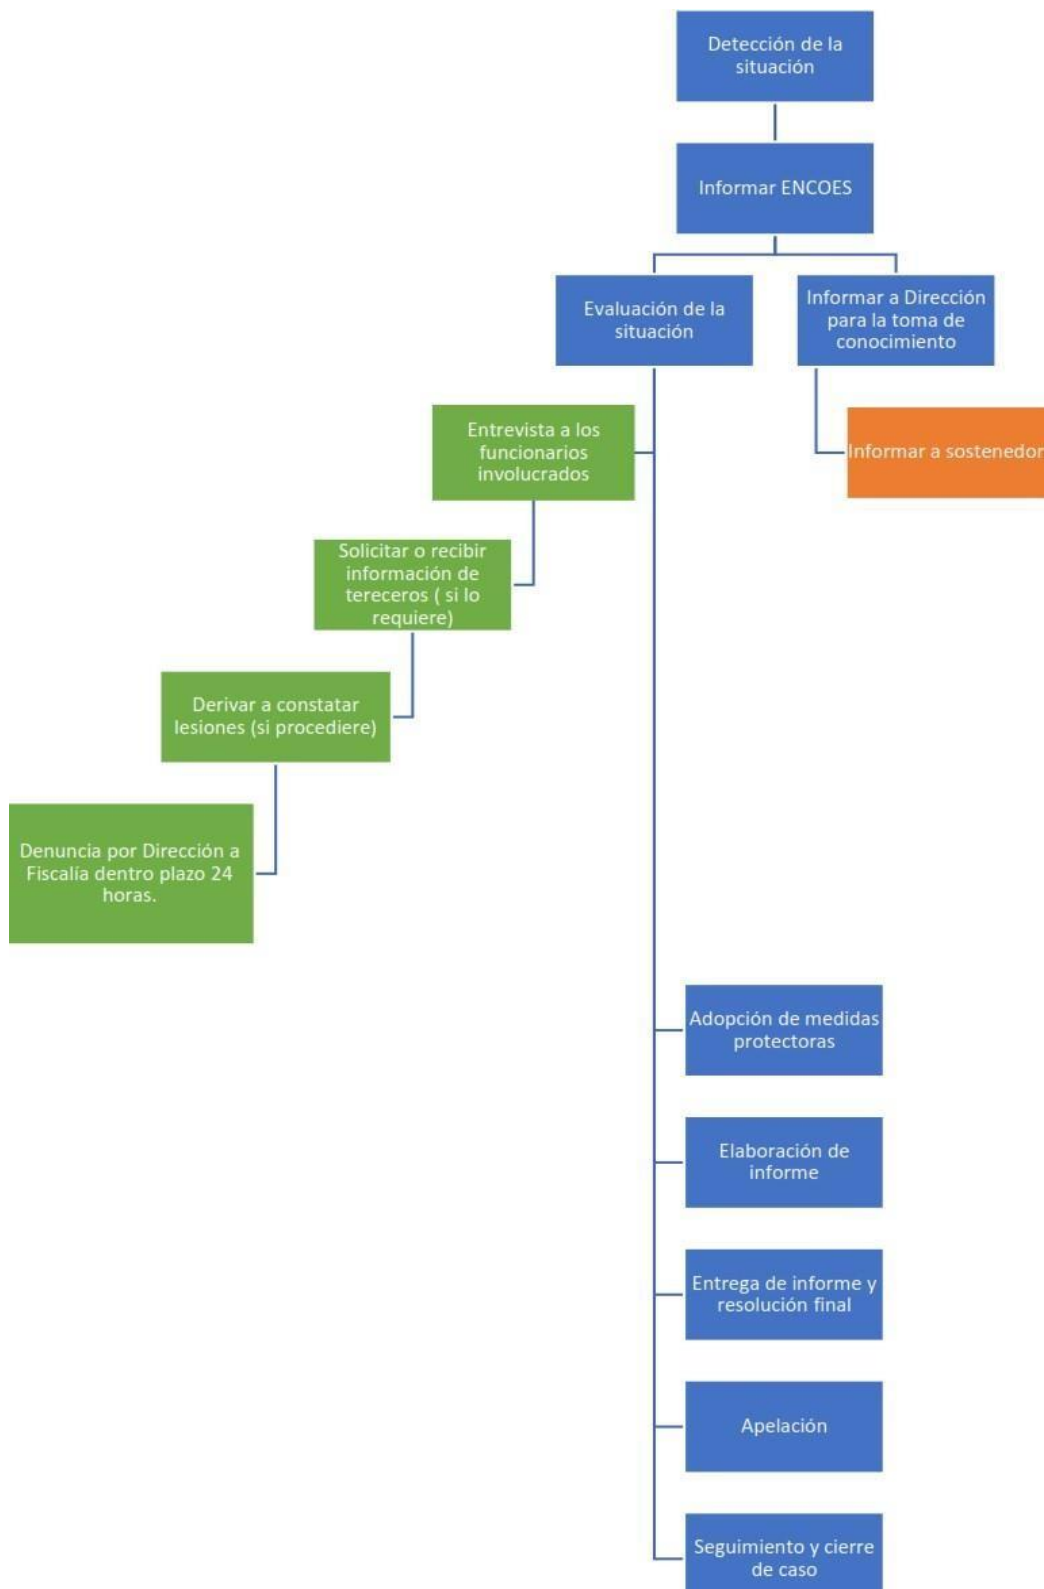 Detección de la
situación
Informar ENCOES
Evaluación de la
situación
Informar a Dirección
para la toma de
conocimiento
Entrevista a los
funcionarios
involucrados
Informar a sostenedor
Solicitar o recibir
información de
tereceros ( si lo
requiere)
Derivar a constatar
lesiones (si procediere)
Denuncia por Dirección a
Fiscalía dentro plazo 24
horas.
Adopción de medidas
protectoras
Elaboración de
informe
Entrega de informe y
resolución final
Apelación
Seguimiento y cierre
de caso